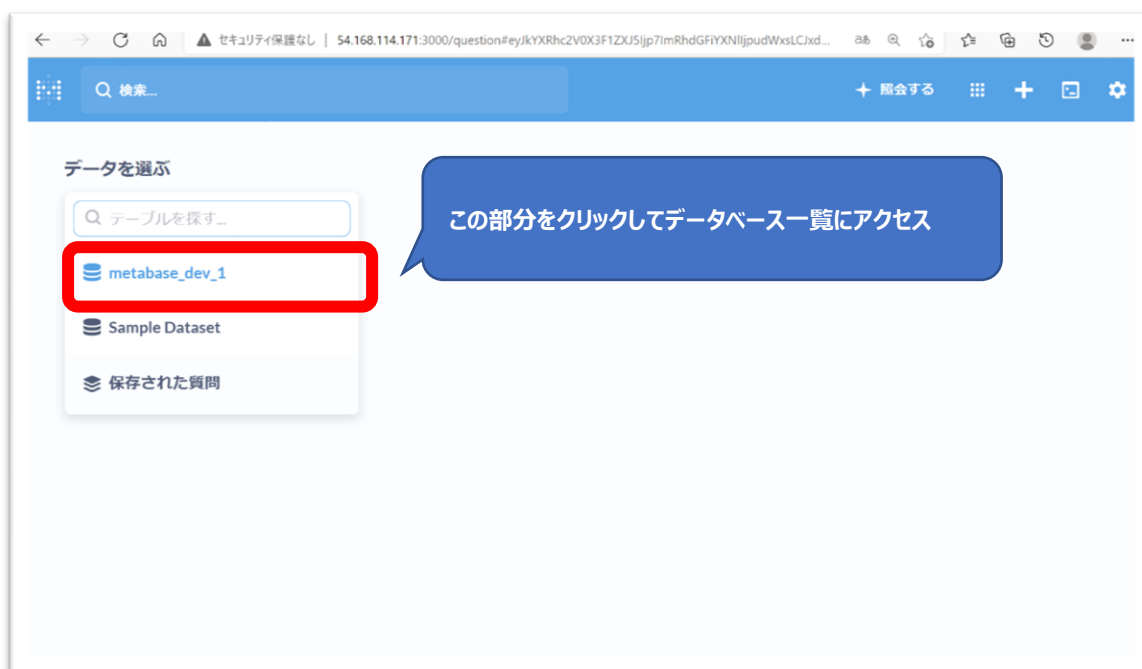 セキュリティ保護なし | 54.168.114.171:3000/question#eyJkYXRhc2V0X3F1ZXJ5Ijp7ImRhdGFiYXNlIjpudWxsLCJxd...
検索...
照会する
データを選ぶ
この部分をクリックしてデータベース一覧にアクセス
テーブルを探す...
metabase_dev_1
Sample Dataset
保存された質問